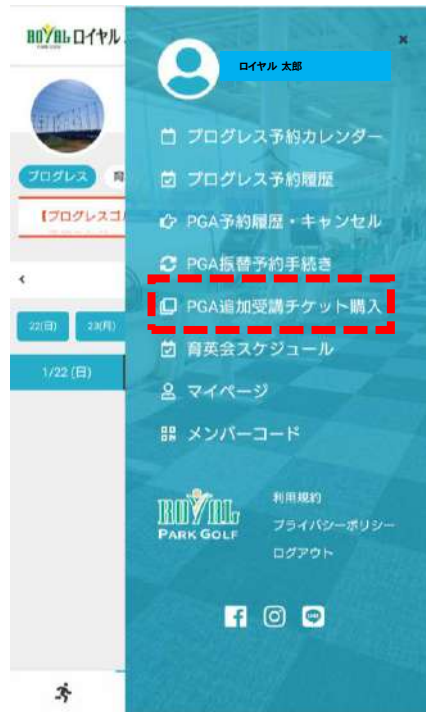 ROYAL ロイヤル
×
ロイヤル 太郎
プログレス予約カレンダー
プログレス 育
プログレス予約履歴
【プログレスゴ
PGA予約履歴・キャンセル
PGA振替予約手続き
<
PGA追加受講チケット購入
22(日) 23(月)
育英会スケジュール
1/22 (日)
マイページ
メンバーコード
ROYAL
PARK GOLF
利用規約
プライバシーポリシー
ログアウト